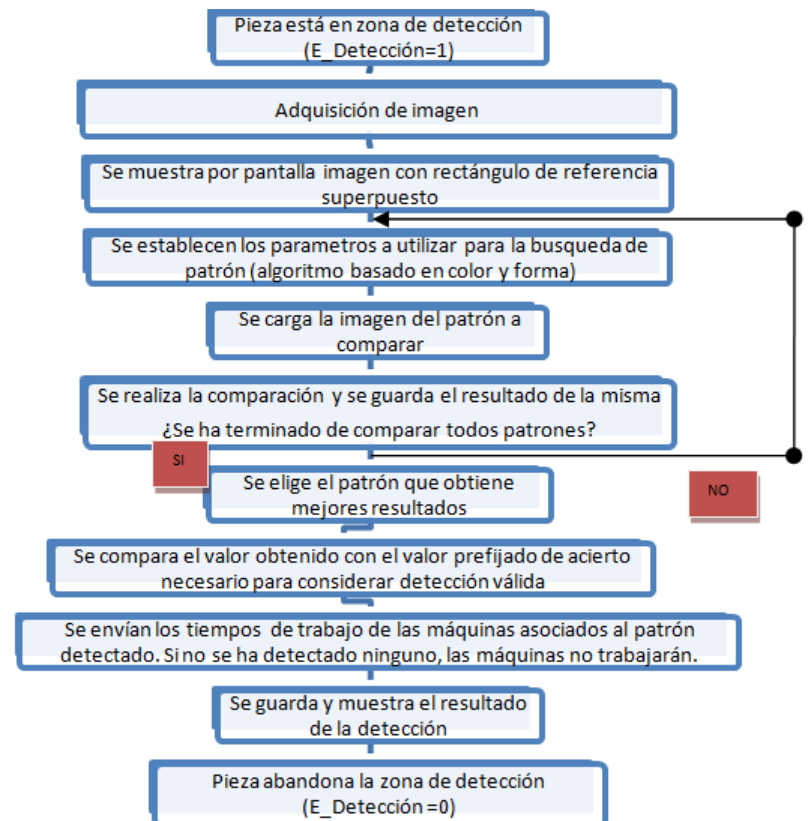 Pieza está en zona de detección
(E_Detección=1)
Adquisición de imagen
Se muestra por pantalla imagen con rectángulo de referencia
superpuesto
Se establecen los parametros a utilizar para la busqueda de
patrón (algoritmo basado en color y forma)
Se carga la imagen del patrón a
comparar
Se realiza la comparación y se guarda el resultado de la misma
¿Se ha terminado de comparar todos patrones?
SI
NO
Se elige el patrón que obtiene
mejores resultados
Se compara el valor obtenido con el valor prefijado de acierto
necesario para considerar detección válida
Se envían los tiempos de trabajo de las máquinas asociados al patrón
detectado. Si no se ha detectado ninguno, las máquinas no trabajarán.
Se guarda y muestra el resultado
de la detección
Pieza abandona la zona de detección
(E_Detección =0)